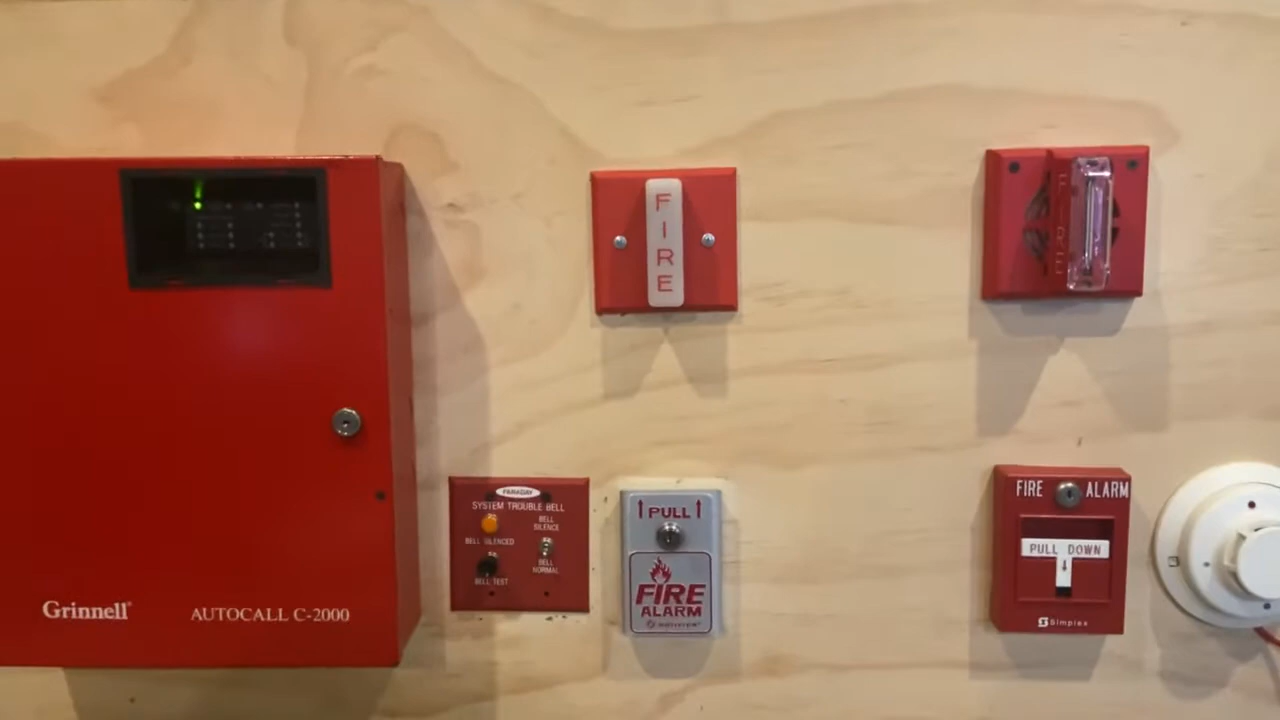 Grinnell®
AUTOCALL C-2000
FARADAY
SYSTEM TROUBLE BELL
BELL SILENCED
BELL SILENCE
BELL NORMAL
BELL TEST
FIRE
PULL
FIRE
ALARM
FIRE
FIRE ALARM
PULL DOWN
Simplex